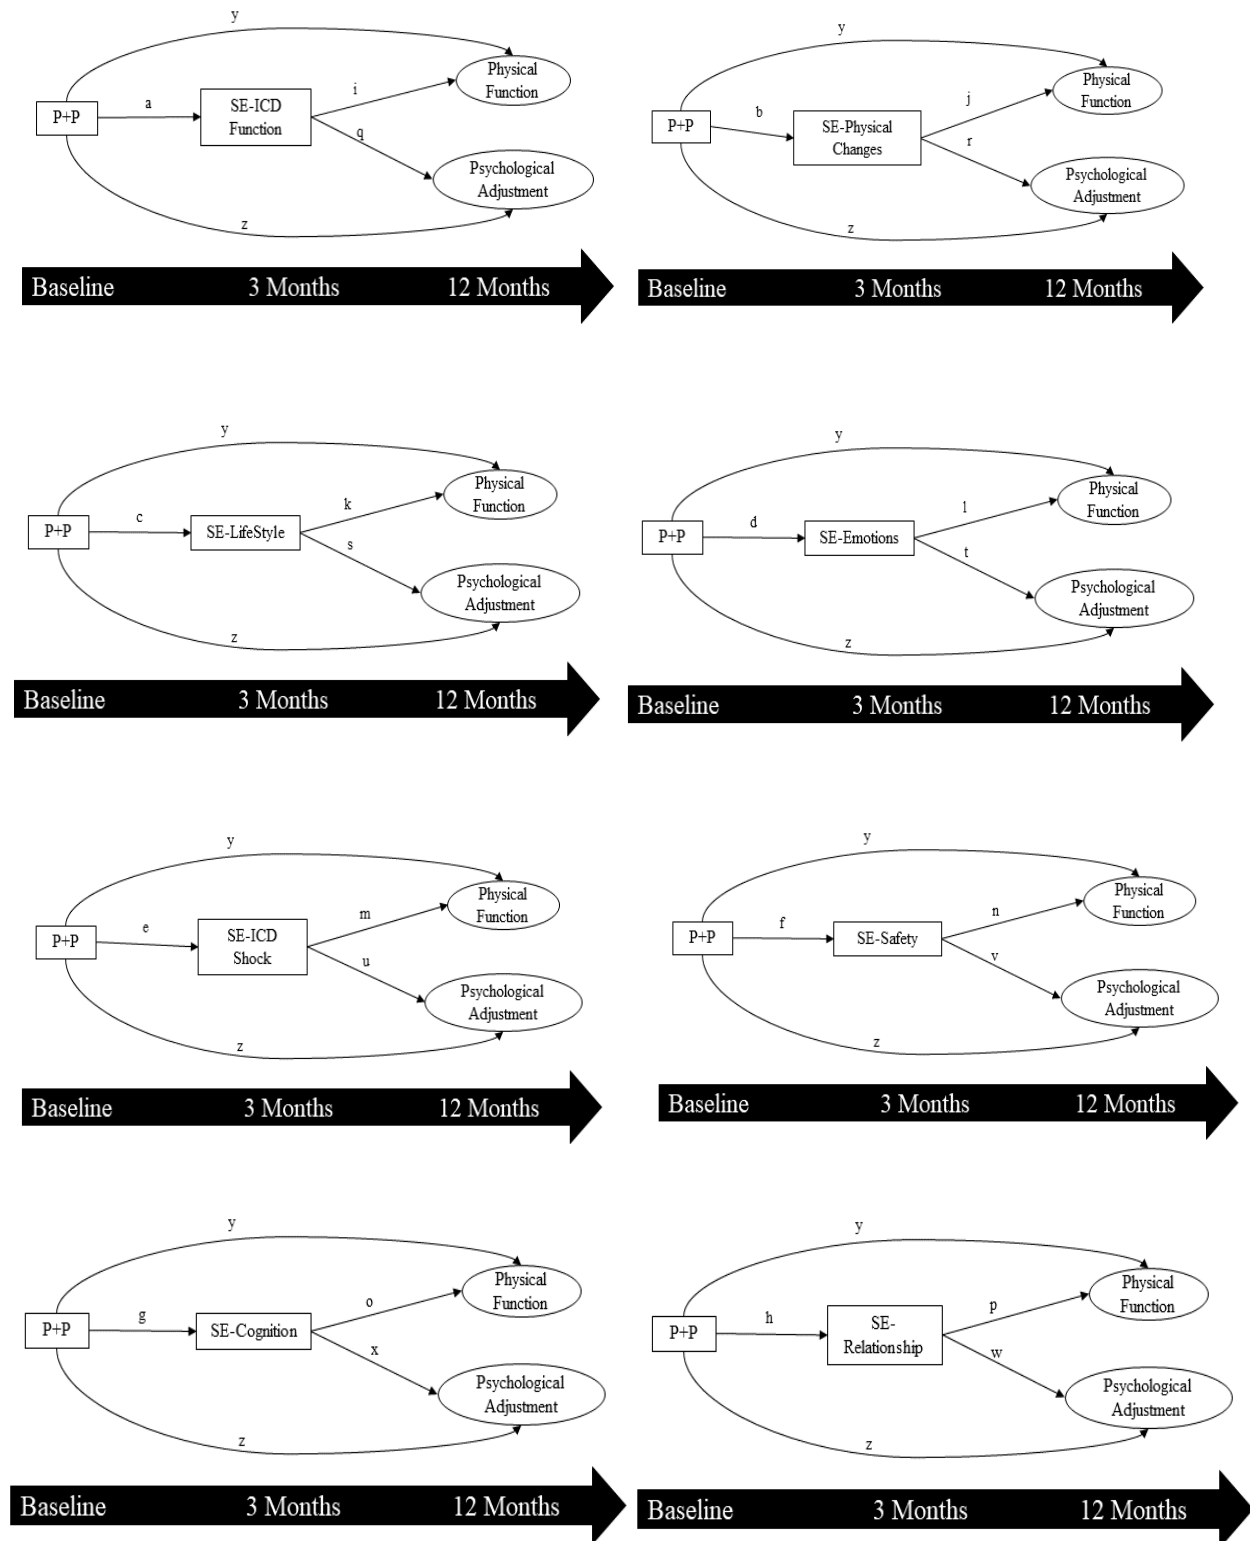 y
Physical
Function
a
SE-ICD
Function
i
P+P
q
Psychological
Adjustment
z
Baseline 3 Months 12 Months
y
Physical
Function
b
SE-Physical
Changes
j
P+P
r
Psychological
Adjustment
z
Baseline 3 Months 12 Months
y
Physical
Function
c
SE-LifeStyle
k
P+P
s
Psychological
Adjustment
z
Baseline 3 Months 12 Months
y
Physical
Function
d
SE-Emotions
l
P+P
t
Psychological
Adjustment
z
Baseline 3 Months 12 Months
y
Physical
Function
e
SE-ICD
Shock
m
P+P
u
Psychological
Adjustment
z
Baseline 3 Months 12 Months
y
Physical
Function
f
SE-Safety
n
P+P
v
Psychological
Adjustment
z
Baseline 3 Months 12 Months
y
Physical
Function
g
SE-Cognition
o
P+P
x
Psychological
Adjustment
z
Baseline 3 Months 12 Months
y
Physical
Function
h
SE-
Relationship
p
P+P
w
Psychological
Adjustment
z
Baseline 3 Months 12 Months